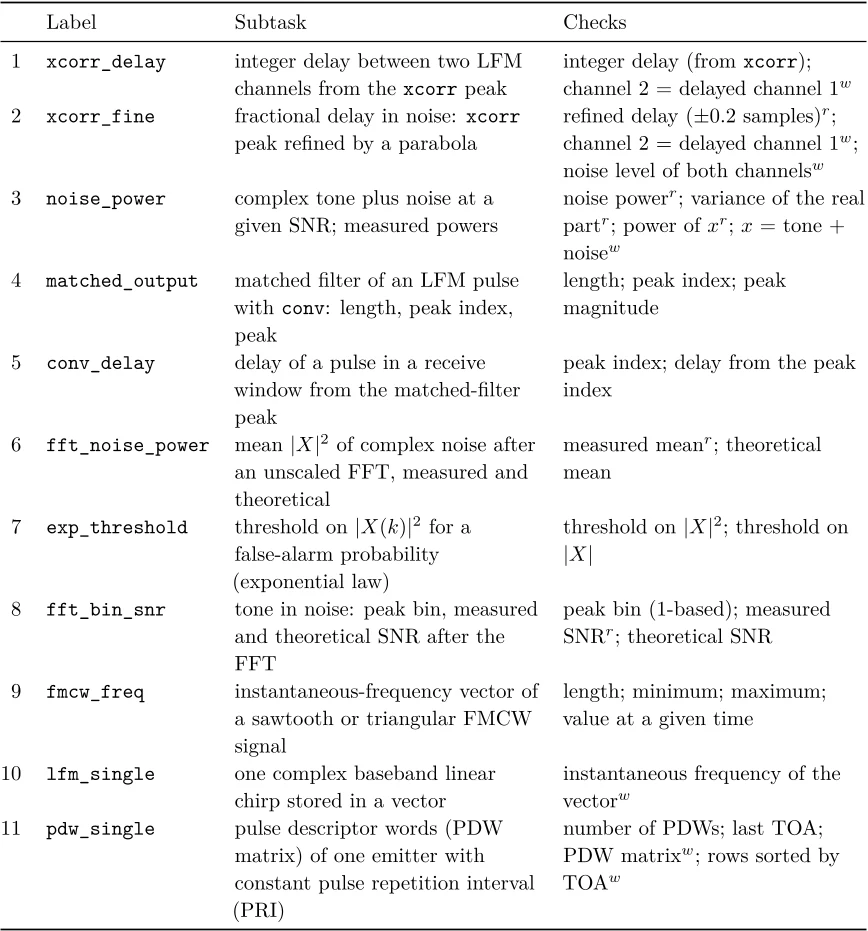 Label Subtask Checks
1 xcorr_delay integer delay between two LFM integer delay (from xcorr);
channels from the xcorr peak channel 2 = delayed channel 1^w
2 xcorr_fine fractional delay in noise: xcorr refined delay (±0.2 samples)^r;
peak refined by a parabola channel 2 = delayed channel 1^w;
noise level of both channels^w
3 noise_power complex tone plus noise at a noise power^r; variance of the real
given SNR; measured powers part^r; power of x^r; x = tone +
noise^w
4 matched_output matched filter of an LFM pulse length; peak index; peak
with conv: length, peak index, magnitude
peak
5 conv_delay delay of a pulse in a receive peak index; delay from the peak
window from the matched-filter index
peak
6 fft_noise_power mean |X|² of complex noise after measured mean^r; theoretical
an unscaled FFT, measured and mean
theoretical
7 exp_threshold threshold on |X(k)|² for a threshold on |X|²; threshold on
false-alarm probability |X|
(exponential law)
8 fft_bin_snr tone in noise: peak bin, measured peak bin (1-based); measured
and theoretical SNR after the SNR^r; theoretical SNR
FFT
9 fmcw_freq instantaneous-frequency vector of length; minimum; maximum;
a sawtooth or triangular FMCW value at a given time
signal
10 lfm_single one complex baseband linear instantaneous frequency of the
chirp stored in a vector vector^w
11 pdw_single pulse descriptor words (PDW number of PDWs; last TOA;
matrix) of one emitter with PDW matrix^w; rows sorted by
constant pulse repetition interval TOA^w
(PRI)